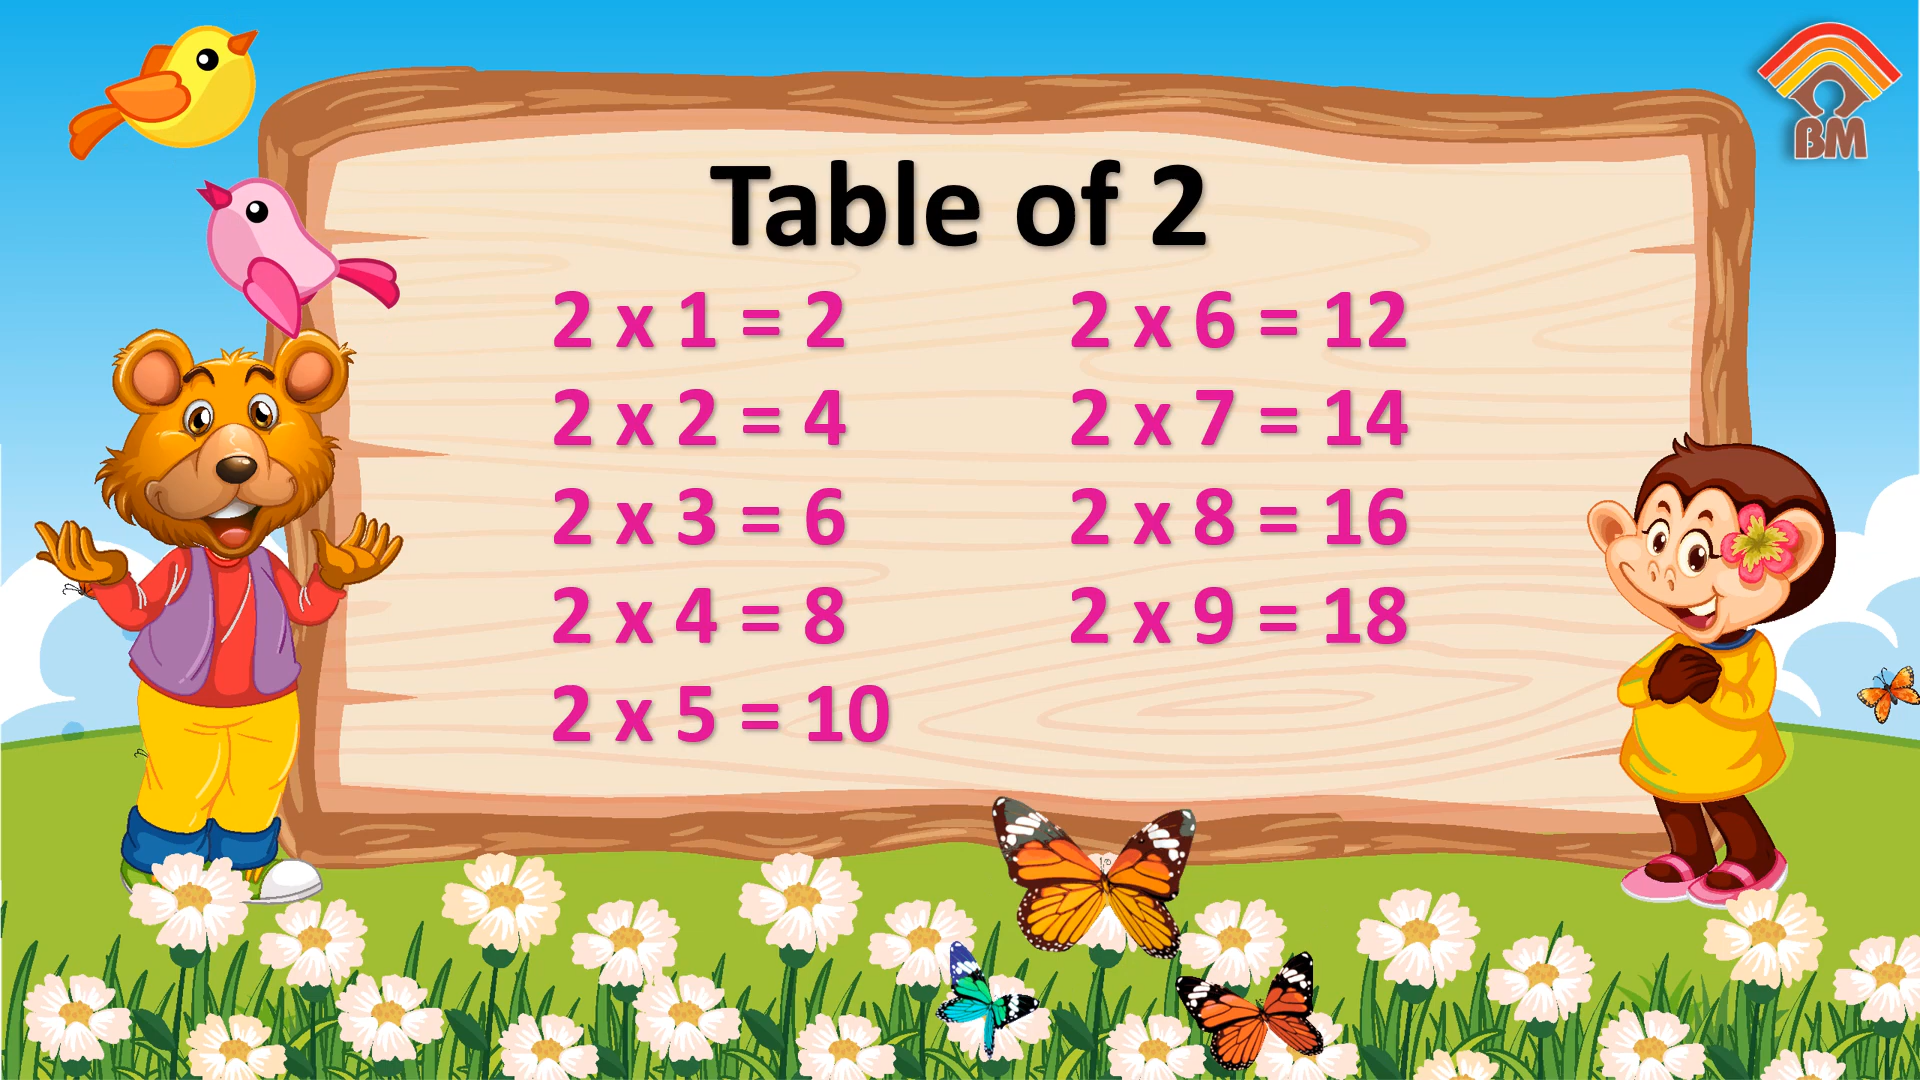 BM
Table of 2
2 x 1 = 2
2 x 2 = 4
2 x 3 = 6
2 x 4 = 8
2 x 5 = 10
2 x 6 = 12
2 x 7 = 14
2 x 8 = 16
2 x 9 = 18